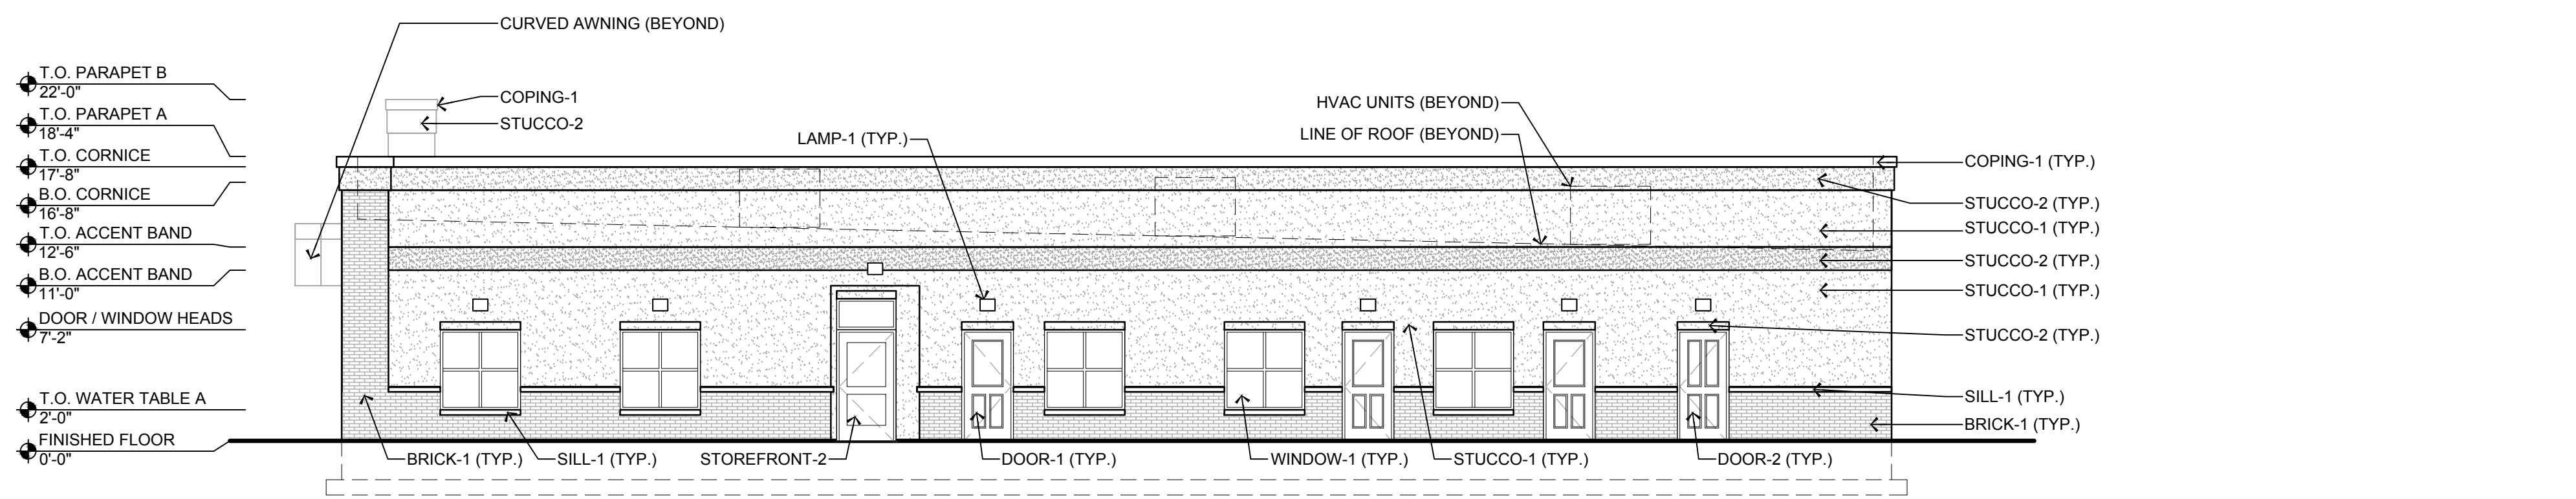 CURVED AWNING (BEYOND)
T.O. PARAPET B
22'-0"
COPING-1
STUCCO-2
HVAC UNITS (BEYOND)
T.O. PARAPET A
18'-4"
LINE OF ROOF (BEYOND)
LAMP-1 (TYP.)
T.O. CORNICE
17'-8"
COPING-1 (TYP.)
B.O. CORNICE
16'-8"
STUCCO-2 (TYP.)
STUCCO-1 (TYP.)
T.O. ACCENT BAND
12'-6"
STUCCO-2 (TYP.)
B.O. ACCENT BAND
11'-0"
STUCCO-1 (TYP.)
DOOR / WINDOW HEADS
7'-2"
STUCCO-2 (TYP.)
T.O. WATER TABLE A
2'-0"
SILL-1 (TYP.)
BRICK-1 (TYP.)
FINISHED FLOOR
0'-0"
BRICK-1 (TYP.)
SILL-1 (TYP.)
STOREFRONT-2
DOOR-1 (TYP.)
WINDOW-1 (TYP.)
STUCCO-1 (TYP.)
DOOR-2 (TYP.)